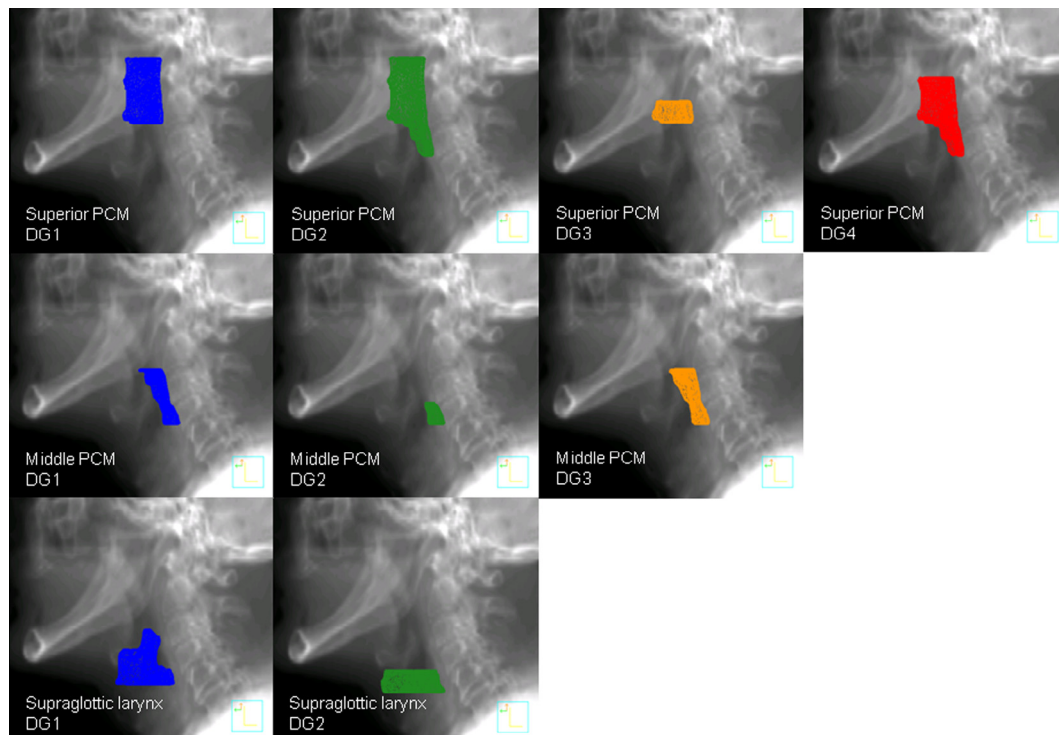 Superior PCM
DG1
Superior PCM
DG2
Superior PCM
DG3
Superior PCM
DG4
Middle PCM
DG1
Middle PCM
DG2
Middle PCM
DG3
Supraglottic larynx
DG1
Supraglottic larynx
DG2